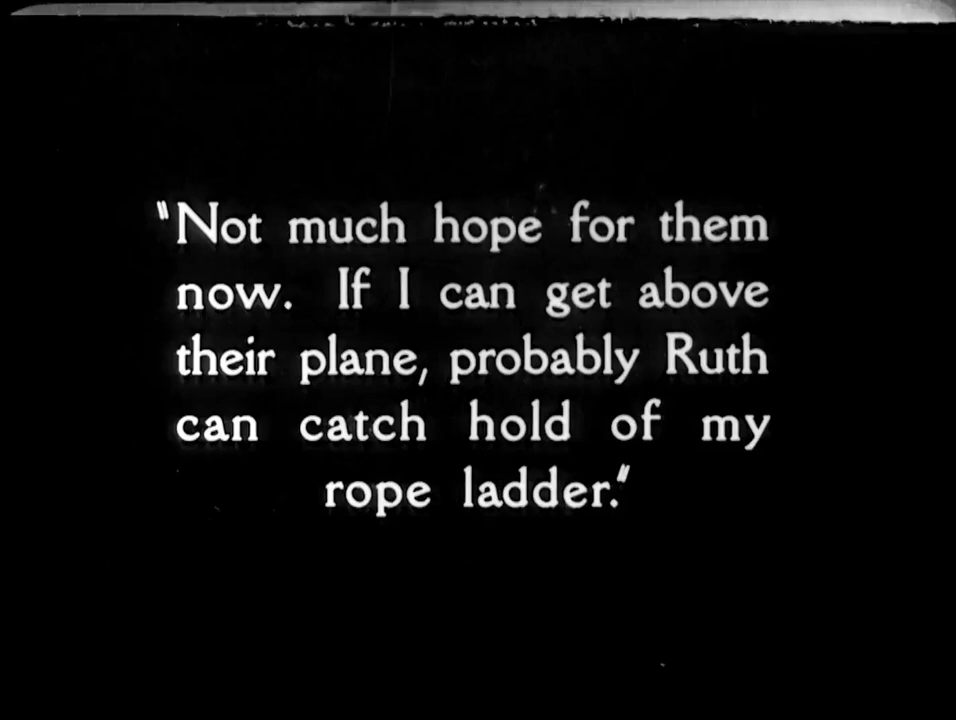 "Not much hope for them
now. If I can get above
their plane, probably Ruth
can catch hold of my
rope ladder."